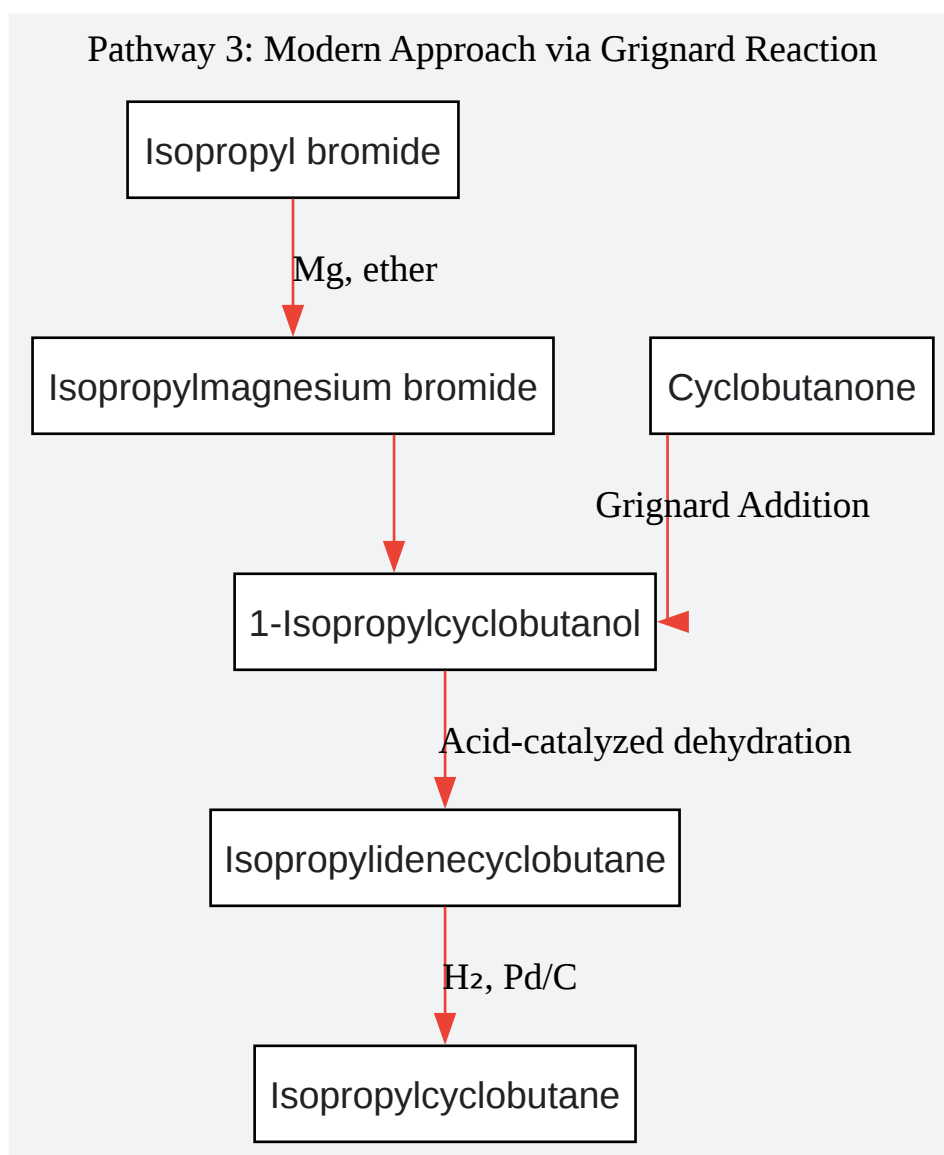 Pathway 3: Modern Approach via Grignard Reaction
Isopropyl bromide
Mg, ether
Isopropylmagnesium bromide
Cyclobutanone
Grignard Addition
1-Isopropylcyclobutanol
Acid-catalyzed dehydration
Isopropylidenecyclobutane
H₂, Pd/C
Isopropylcyclobutane